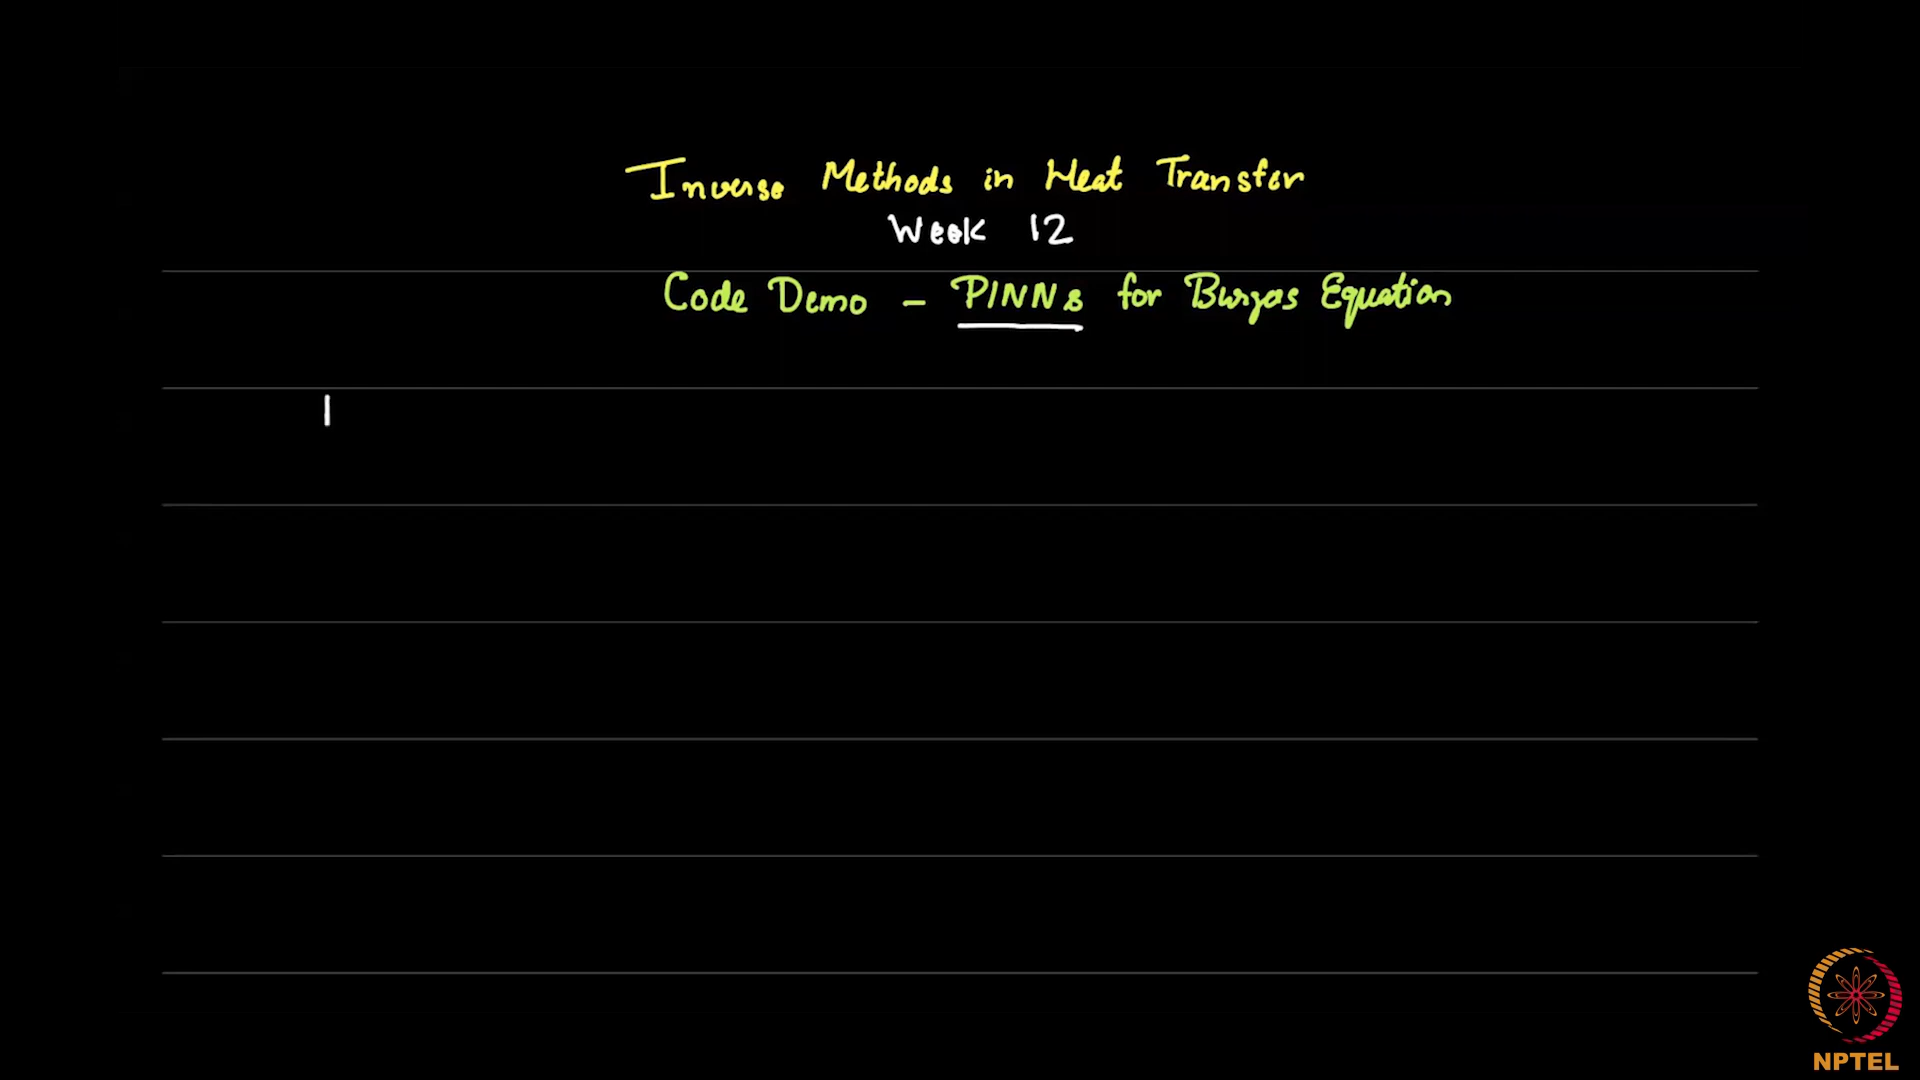 Inverse Methods in Heat Transfer
Week 12
Code Demo - PINNs for Burgers Equation
NPTEL